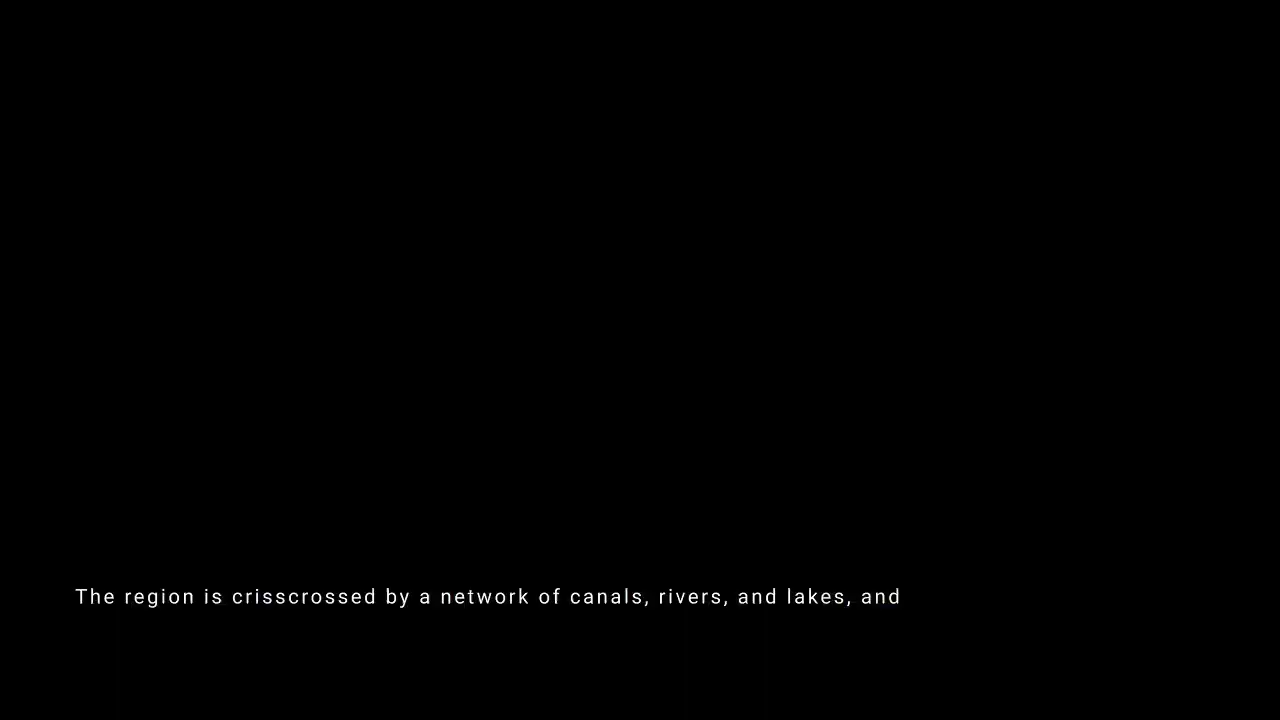 The region is crisscrossed by a network of canals, rivers, and lakes, and